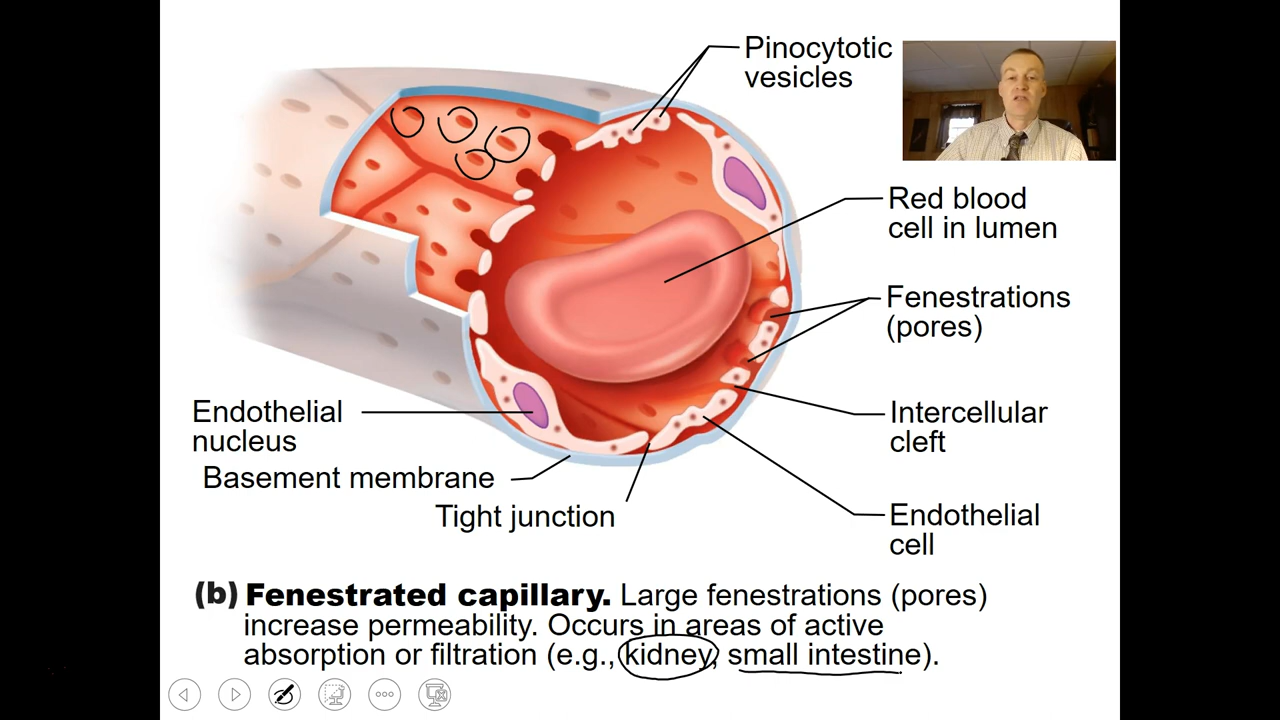 Pinocytotic
vesicles
Red blood
cell in lumen
Fenestrations
(pores)
Endothelial
nucleus
Intercellular
cleft
Basement membrane
Tight junction
Endothelial
cell
(b) Fenestrated capillary. Large fenestrations (pores)
increase permeability. Occurs in areas of active
absorption or filtration (e.g., kidney, small intestine).